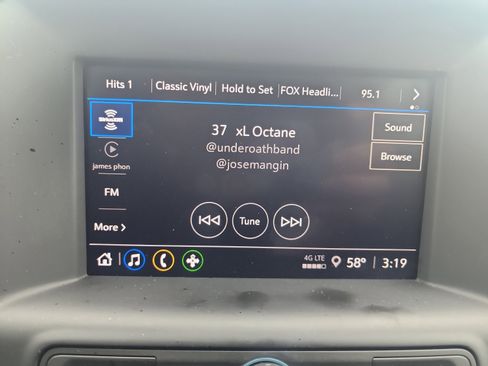 Hits 1 Classic Vinyl Hold to Set FOX Headli... 95.1
SiriusXM
37 xL Octane
Sound
@underoathband
james phon
@josemangin
Browse
FM
More
Tune
4G LTE
58° 3:19